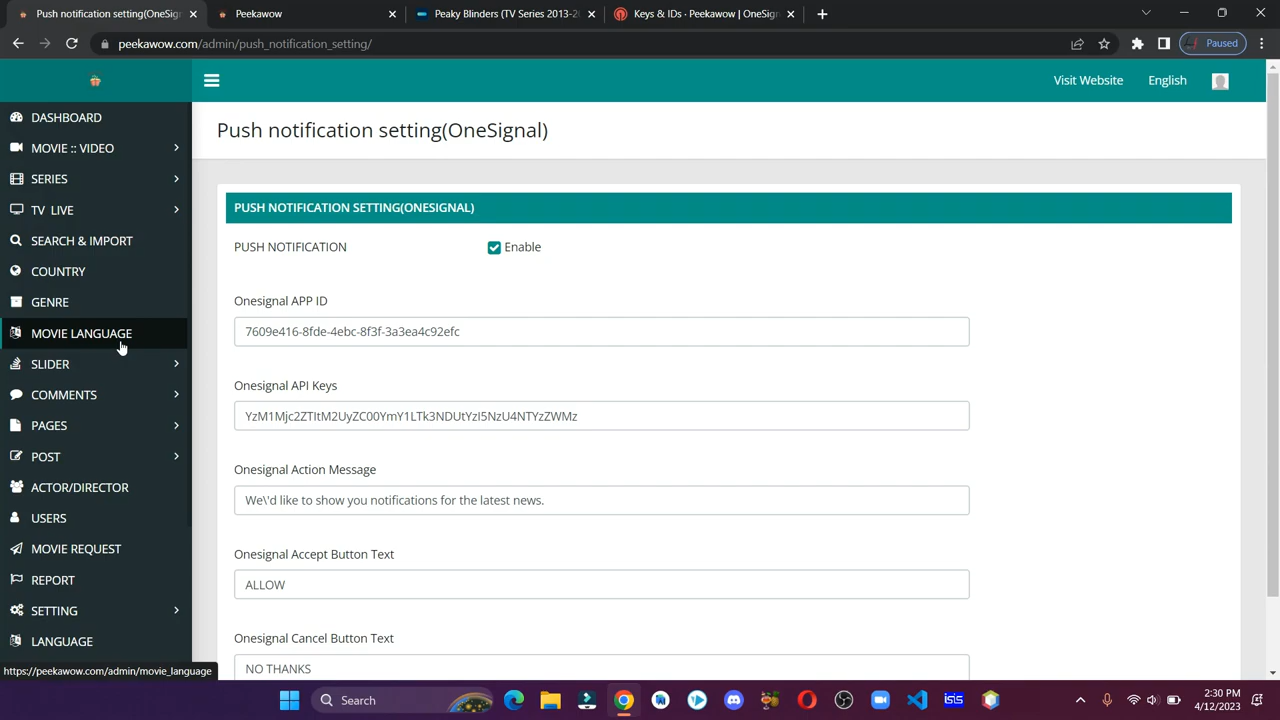 Push notification setting(OneSign
Peekawow
Peaky Blinders (TV Series 2013-2
Keys & IDs · Peekawow | OneSign
peekawow.com/admin/push_notification_setting/
Paused
Visit Website
English
DASHBOARD
MOVIE :: VIDEO
SERIES
TV LIVE
SEARCH & IMPORT
COUNTRY
GENRE
MOVIE LANGUAGE
SLIDER
COMMENTS
PAGES
POST
ACTOR/DIRECTOR
USERS
MOVIE REQUEST
REPORT
SETTING
LANGUAGE
https://peekawow.com/admin/movie_language
Push notification setting(OneSignal)
PUSH NOTIFICATION SETTING(ONESIGNAL)
PUSH NOTIFICATION
Enable
Onesignal APP ID
7609e416-8fde-4ebc-8f3f-3a3ea4c92efc
Onesignal API Keys
YzM1Mjc2ZTItM2UyZC00YmY1LTk3NDUtYzI5NzU4NTYzZWMz
Onesignal Action Message
We\'d like to show you notifications for the latest news.
Onesignal Accept Button Text
ALLOW
Onesignal Cancel Button Text
NO THANKS
Search
isis
2:30 PM
4/12/2023